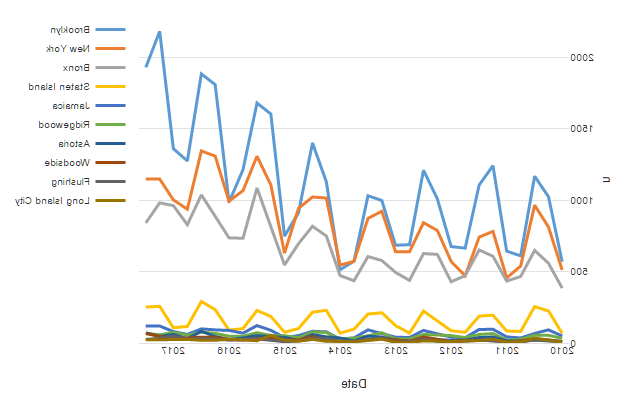 Brooklyn
New York
Bronx
Staten Island
Jamaica
Ridgewood
Astoria
Woodside
Flushing
Long Island City
2000
1500
1000
500
0
n
2010 2011 2012 2013 2014 2015 2016 2017
Date